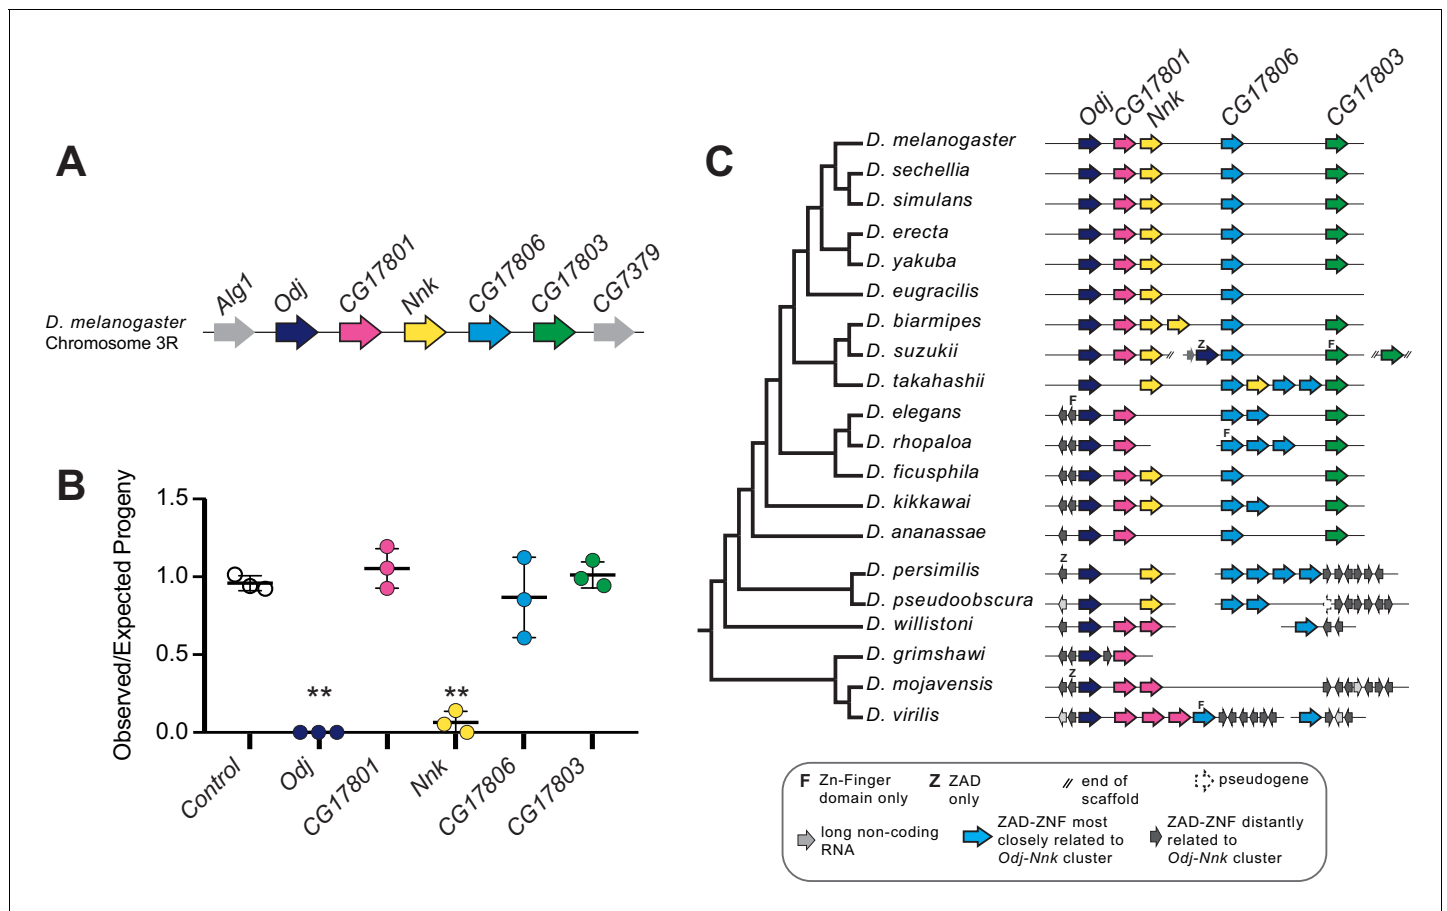 A
Alg1
Odj
CG17801
Nnk
CG17806
CG17803
CG7379
D. melanogaster
Chromosome 3R
B
Observed/Expected Progeny
1.5
1.0
0.5
0.0
**
**
Control
Odj
CG17801
Nnk
CG17806
CG17803
C
Odj
CG17801
Nnk
CG17806
CG17803
D. melanogaster
D. sechellia
D. simulans
D. erecta
D. yakuba
D. eugracilis
D. biarmipes
D. suzukii
Z
F
//
//
//
D. takahashii
D. elegans
F
D. rhopaloa
F
D. ficusphila
D. kikkawai
D. ananassae
D. persimilis
Z
D. pseudoobscura
D. willistoni
D. grimshawi
D. mojavensis
Z
D. virilis
F
F Zn-Finger domain only
Z ZAD only
// end of scaffold
pseudogene
long non-coding RNA
ZAD-ZNF most closely related to Odj-Nnk cluster
ZAD-ZNF distantly related to Odj-Nnk cluster